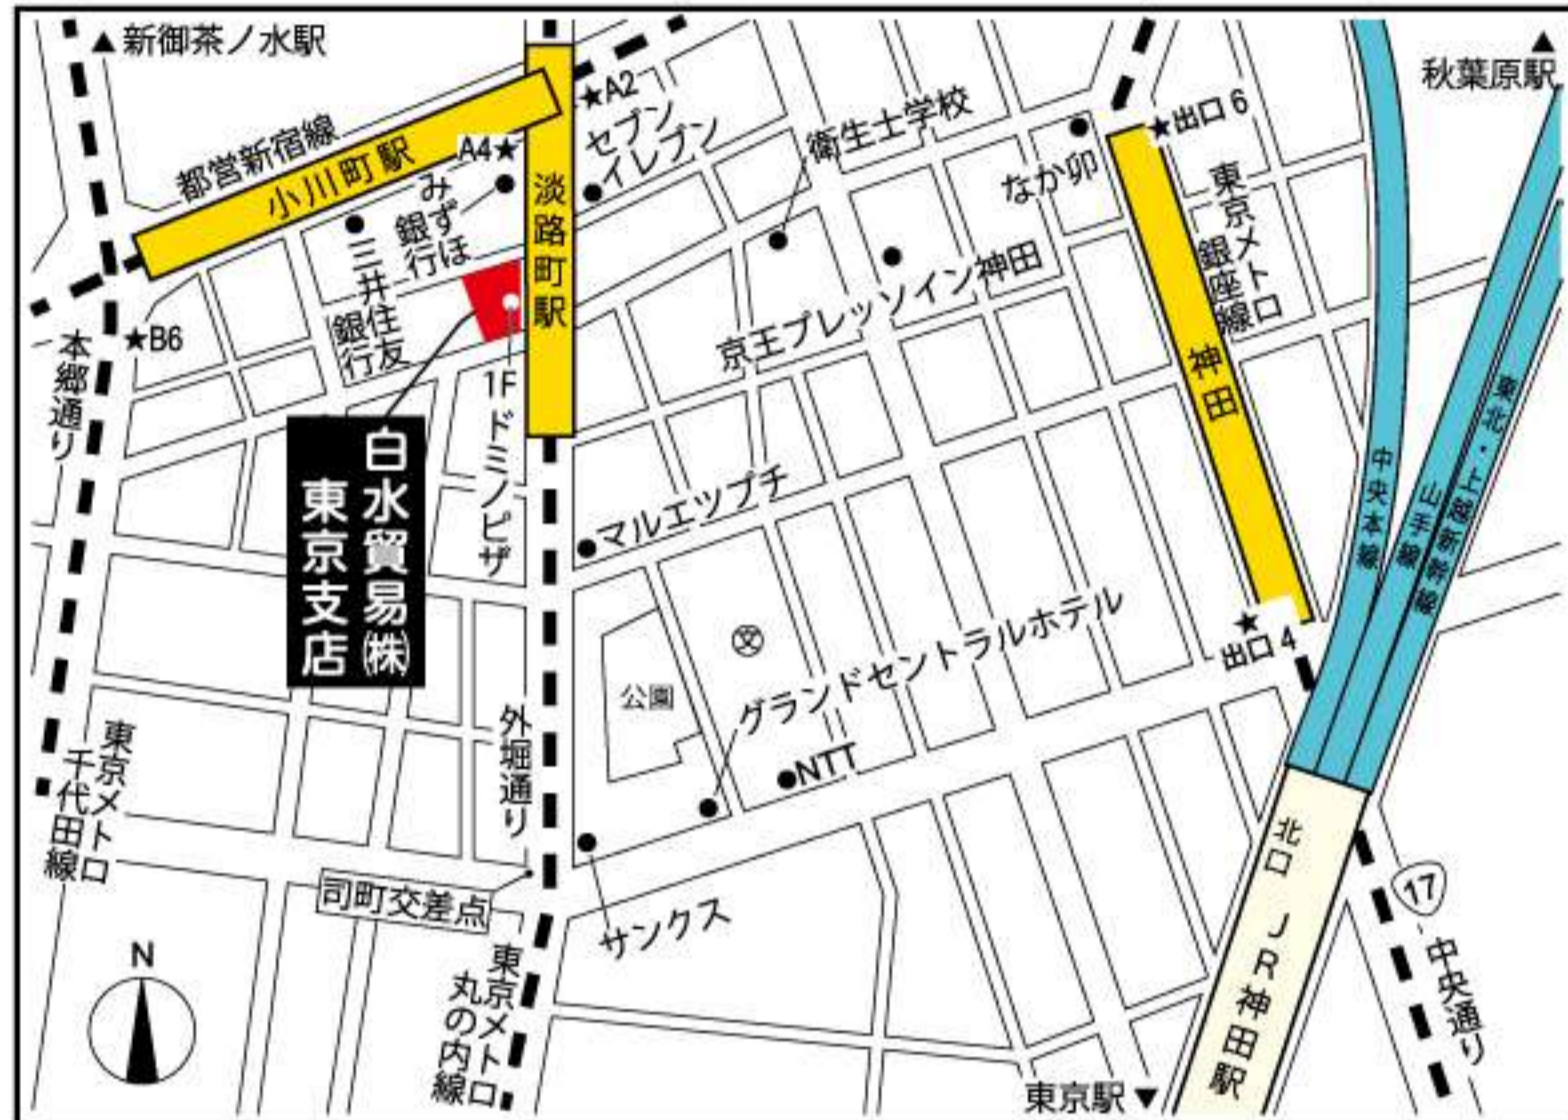 新御茶ノ水駅
秋葉原駅
★A2
セブン
イレブン
都営新宿線
小川町駅
A4★
みずほ
銀行
三井住友
銀行
淡路町駅
衛生士学校
なか卯
★出口6
東京メトロ
銀座線
京王プレッソイン神田
神田
★B6
本郷通り
1Fドミノピザ
白水貿易㈱
東京支店
マルエツプチ
中央本線
山手線
東北・上越新幹線
公園
文
グランドセントラルホテル
★
出口4
NTT
外堀通り
東京メトロ
千代田線
司町交差点
サンクス
東京メトロ
丸の内線
N
北口 JR神田駅
17
中央通り
東京駅